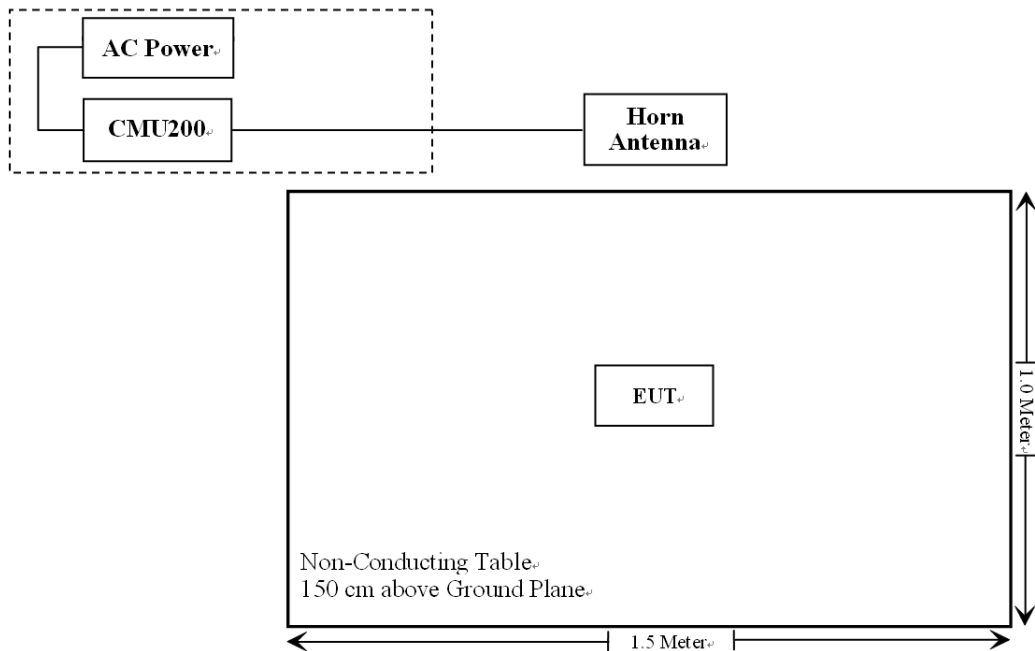 AC Power
CMU200
Horn
Antenna
EUT
1.0 Meter
Non-Conducting Table
150 cm above Ground Plane
1.5 Meter